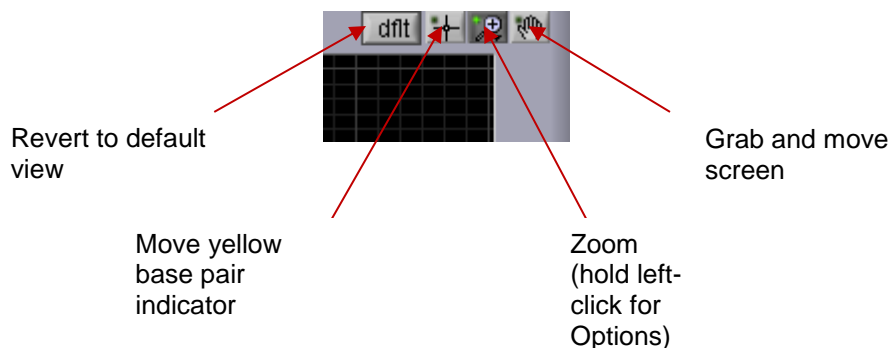 dflt
Revert to default
view
Grab and move
screen
Move yellow
base pair
indicator
Zoom
(hold left-
click for
Options)